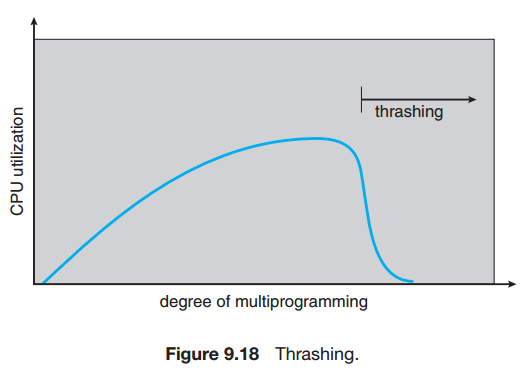 thrashing
CPU utilization
degree of multiprogramming
Figure 9.18 Thrashing.